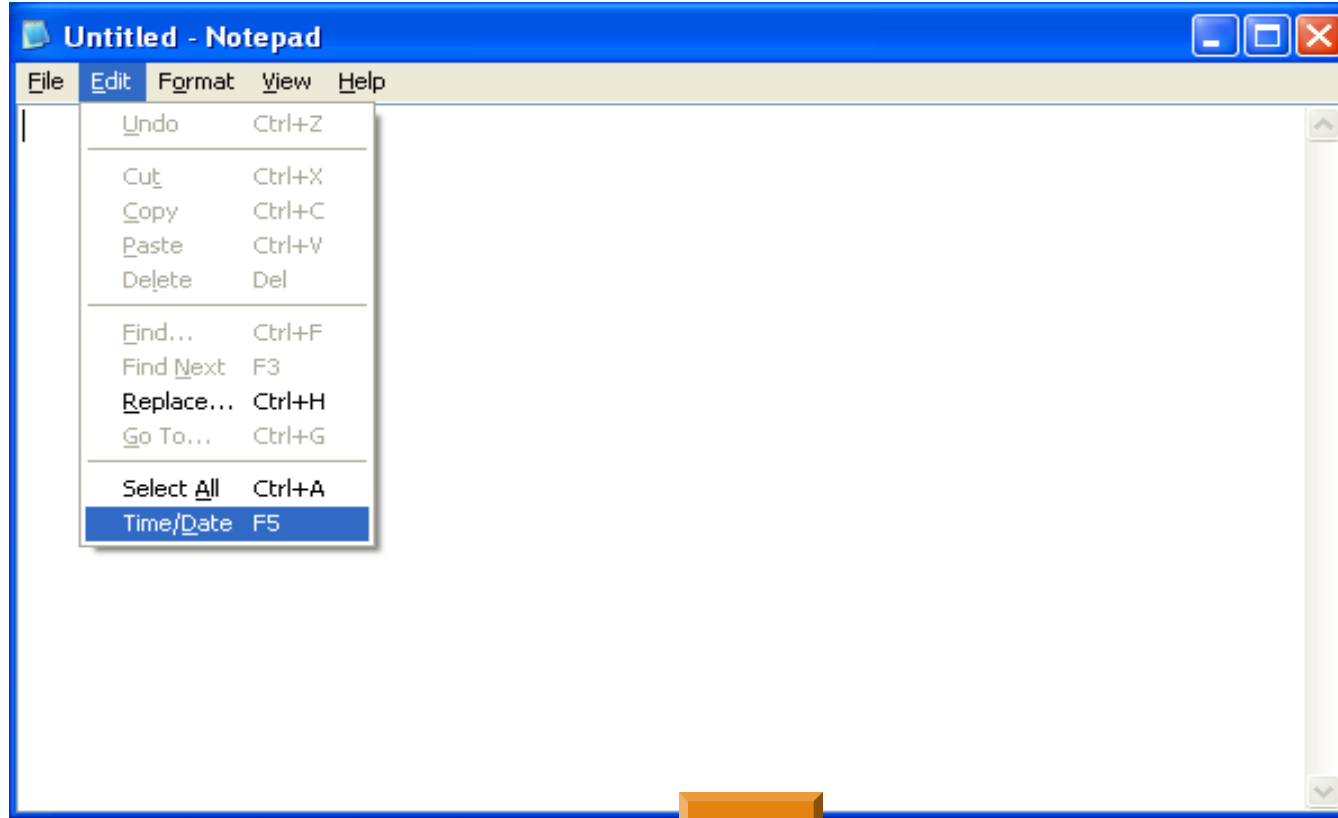 Untitled - Notepad
File Edit Format View Help
Undo Ctrl+Z
Cut Ctrl+X
Copy Ctrl+C
Paste Ctrl+V
Delete Del
Find... Ctrl+F
Find Next F3
Replace... Ctrl+H
Go To... Ctrl+G
Select All Ctrl+A
Time/Date F5